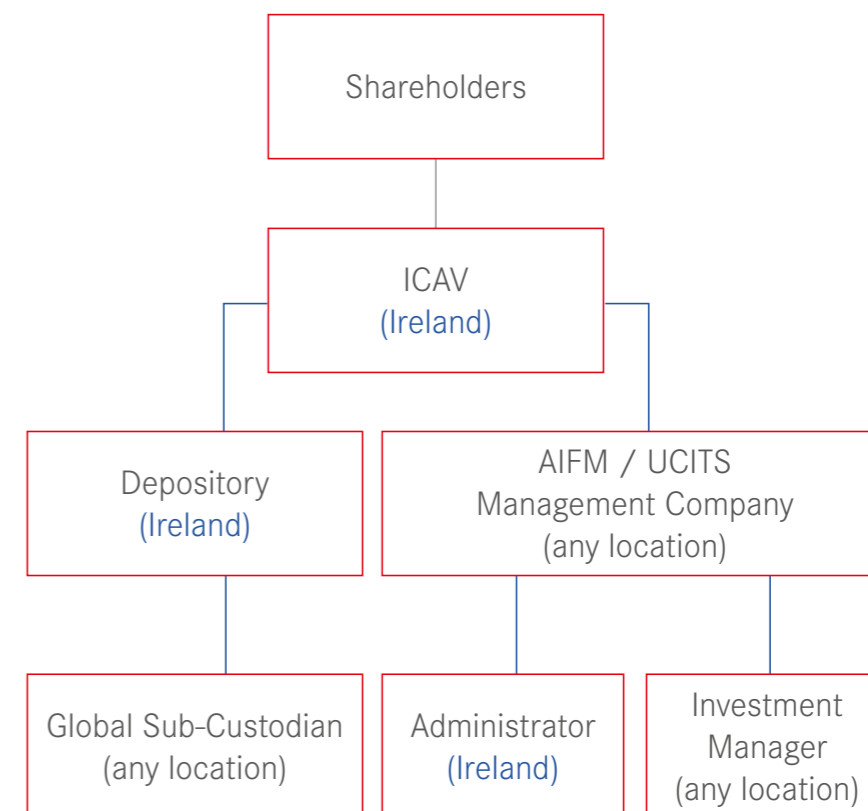 Shareholders
ICAV
(Ireland)
Depository
(Ireland)
AIFM / UCITS
Management Company
(any location)
Global Sub-Custodian
(any location)
Administrator
(Ireland)
Investment
Manager
(any location)